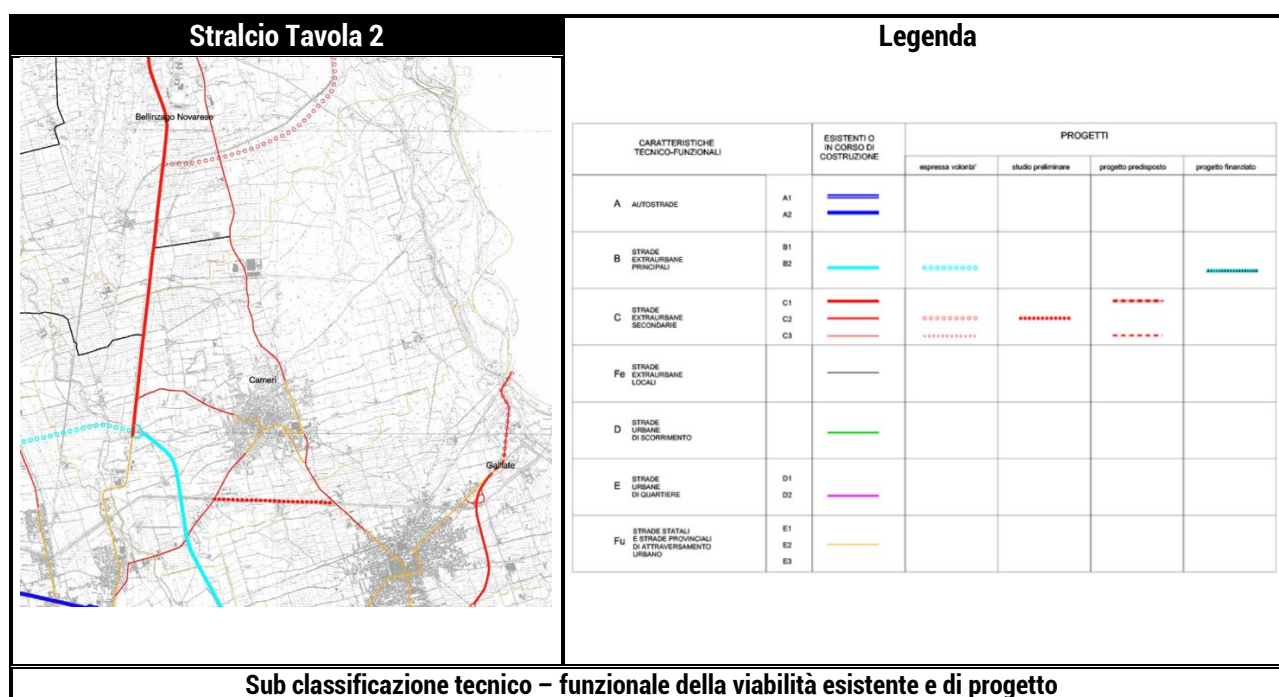 Stralcio Tavola 2
Legenda
Bellinzago Novarese
Cameri
Galliate
CARATTERISTICHE
TECNICO-FUNZIONALI
ESISTENTI O
IN CORSO DI
COSTRUZIONE
PROGETTI
espressa volonta'
studio preliminare
progetto predisposto
progetto finanziato
A AUTOSTRADE
A1
A2
B STRADE
EXTRAURBANE
PRINCIPALI
B1
B2
C STRADE
EXTRAURBANE
SECONDARIE
C1
C2
C3
Fe STRADE
EXTRAURBANE
LOCALI
D STRADE
URBANE
DI SCORRIMENTO
E STRADE
URBANE
DI QUARTIERE
D1
D2
Fu STRADE STATALI
E STRADE PROVINCIALI
DI ATTRAVERSAMENTO
URBANO
E1
E2
E3
Sub classificazione tecnico – funzionale della viabilità esistente e di progetto